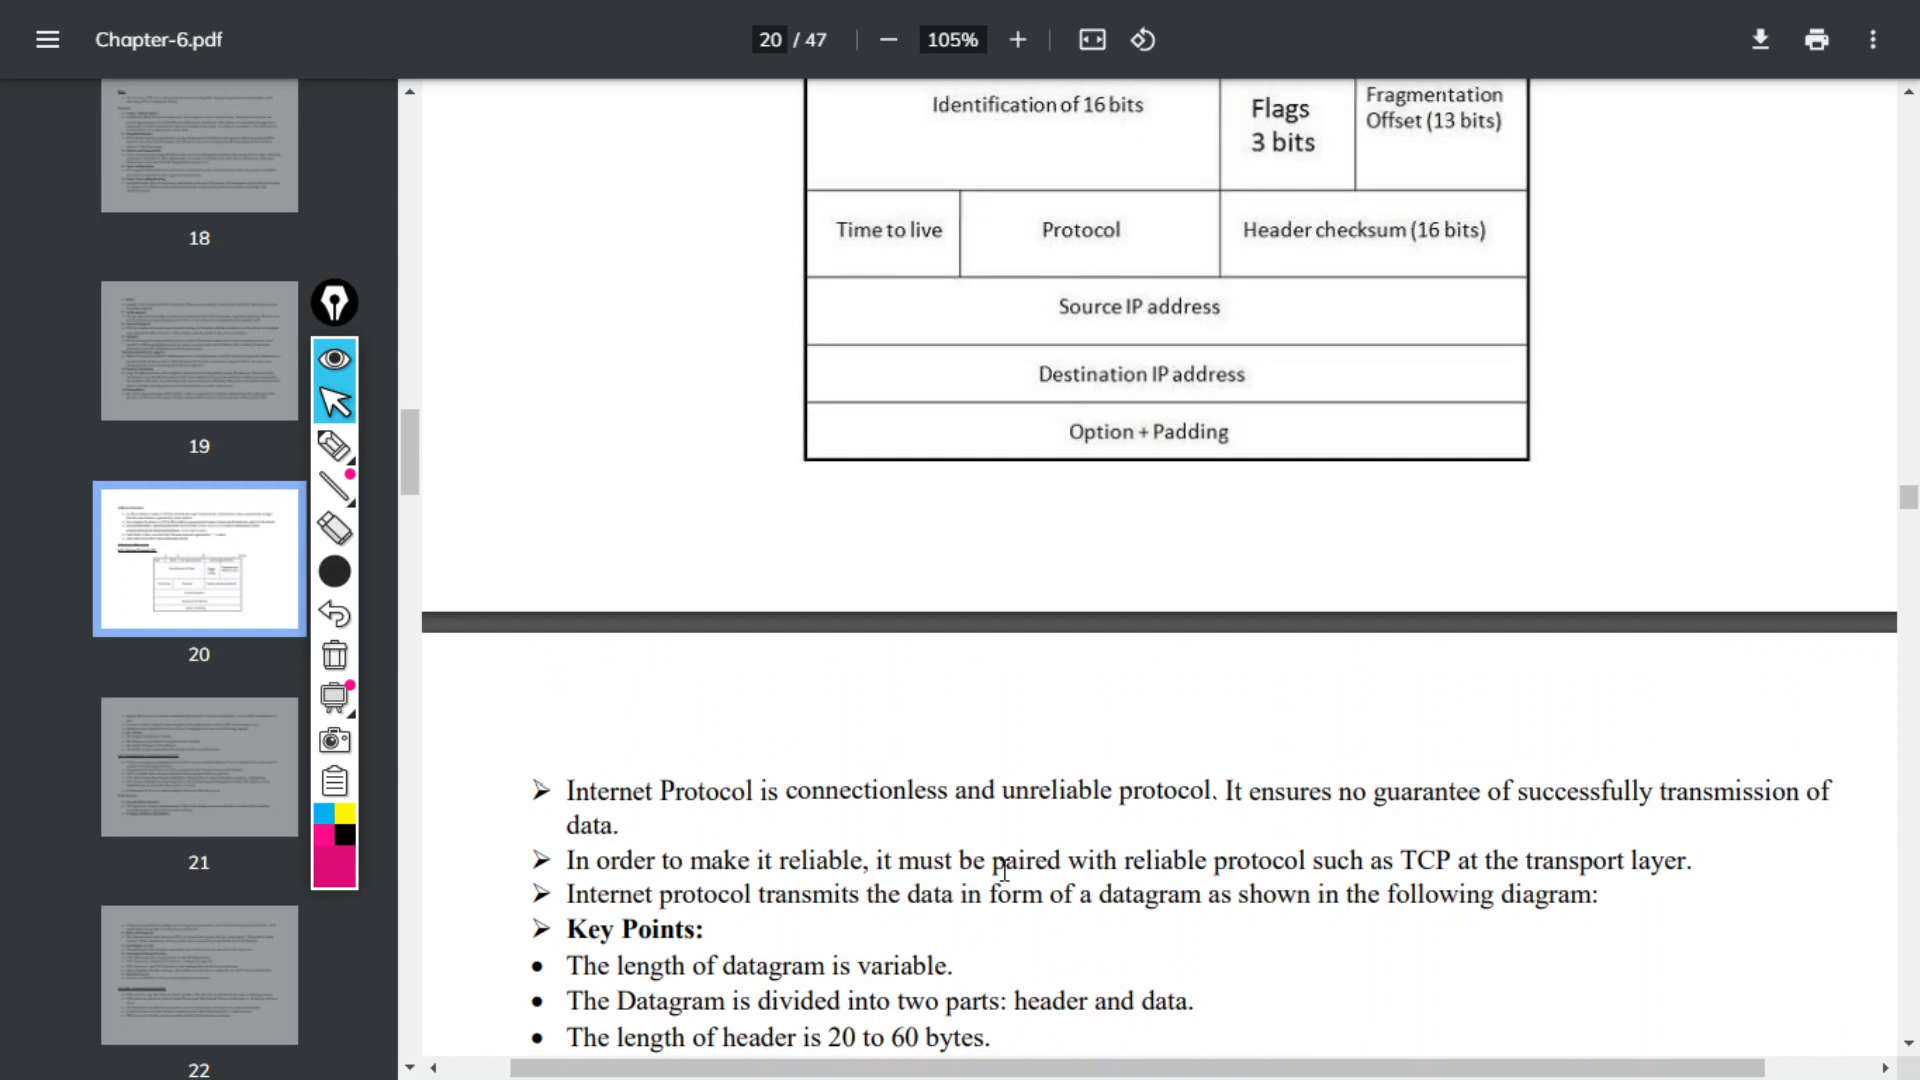 Chapter-6.pdf
20 / 47
105%
18
19
20
21
22
Identification of 16 bits
Flags
3 bits
Fragmentation
Offset (13 bits)
Time to live
Protocol
Header checksum (16 bits)
Source IP address
Destination IP address
Option + Padding
➢ Internet Protocol is connectionless and unreliable protocol. It ensures no guarantee of successfully transmission of
data.
➢ In order to make it reliable, it must be paired with reliable protocol such as TCP at the transport layer.
➢ Internet protocol transmits the data in form of a datagram as shown in the following diagram:
➢ Key Points:
• The length of datagram is variable.
• The Datagram is divided into two parts: header and data.
• The length of header is 20 to 60 bytes.